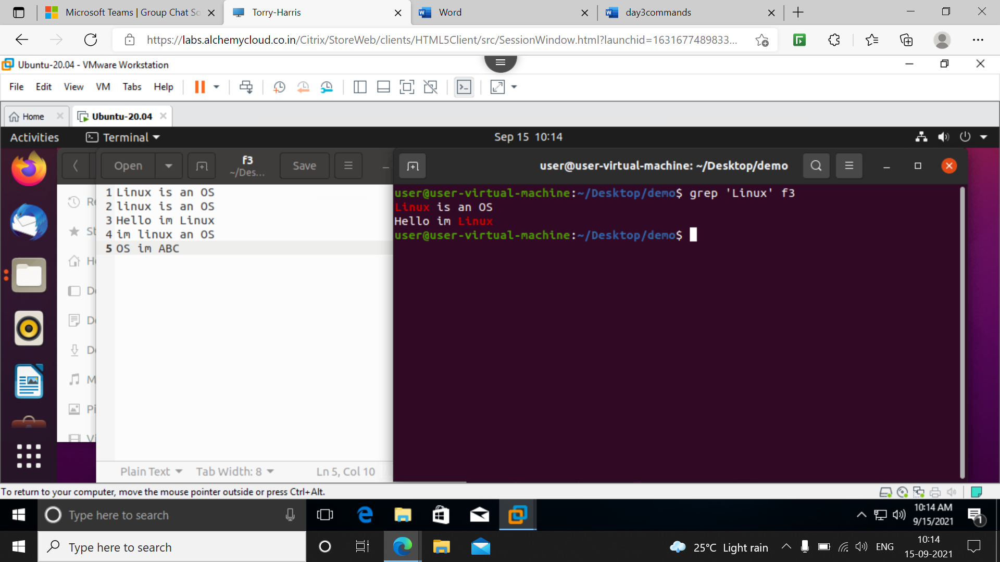 Microsoft Teams | Group Chat So
Torry-Harris
Word
day3commands
https://labs.alchemycloud.co.in/Citrix/StoreWeb/clients/HTML5Client/src/SessionWindow.html?launchid=1631677489833...
Ubuntu-20.04 - VMware Workstation
File Edit View VM Tabs Help
Home
Ubuntu-20.04
Activities
Terminal
Sep 15 10:14
Open
f3
~/Des...
Save
user@user-virtual-machine: ~/Desktop/demo
Re
St
H
D
D
D
M
Pi
Vi
1 Linux is an OS
2 linux is an OS
3 Hello im Linux
4 im linux an OS
5 OS im ABC
Plain Text
Tab Width: 8
Ln 5, Col 10
user@user-virtual-machine:~/Desktop/demo$ grep 'Linux' f3
Linux is an OS
Hello im Linux
user@user-virtual-machine:~/Desktop/demo$
To return to your computer, move the mouse pointer outside or press Ctrl+Alt.
Type here to search
10:14 AM
9/15/2021
1
Type here to search
25°C Light rain
ENG
10:14
15-09-2021